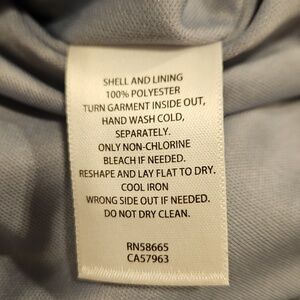 SHELL AND LINING
100% POLYESTER
TURN GARMENT INSIDE OUT,
HAND WASH COLD,
SEPARATELY.
ONLY NON-CHLORINE
BLEACH IF NEEDED.
RESHAPE AND LAY FLAT TO DRY.
COOL IRON
WRONG SIDE OUT IF NEEDED.
DO NOT DRY CLEAN.
RN58665
CA57963